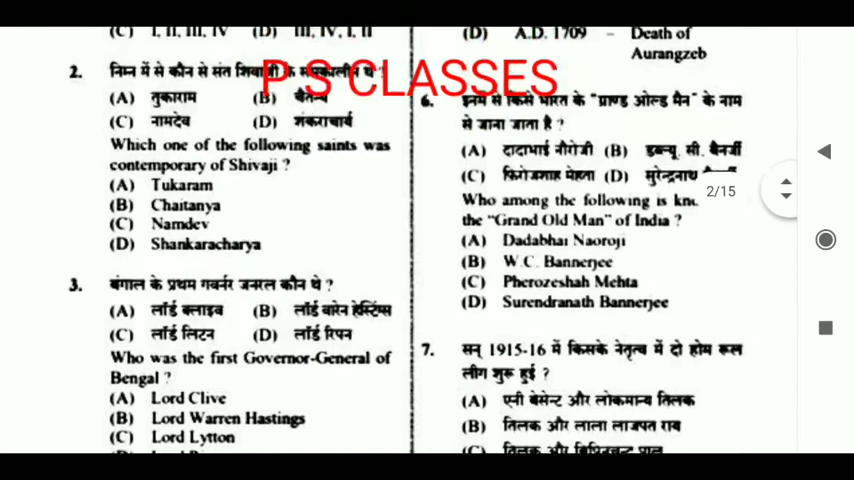 (C) I, II, III, IV (D) III, IV, I, II
2. निम्न में से कौन से संत शिवाजी के समकालीन थे ?
(A) तुकाराम (B) चैतन्य
(C) नामदेव (D) शंकराचार्य
Which one of the following saints was
contemporary of Shivaji ?
(A) Tukaram
(B) Chaitanya
(C) Namdev
(D) Shankaracharya
3. बंगाल के प्रथम गवर्नर जनरल कौन थे ?
(A) लॉर्ड क्लाइव (B) लॉर्ड वारेन हेस्टिंग्स
(C) लॉर्ड लिटन (D) लॉर्ड रिपन
Who was the first Governor-General of
Bengal ?
(A) Lord Clive
(B) Lord Warren Hastings
(C) Lord Lytton
P S CLASSES
(D) A.D. 1709 – Death of
Aurangzeb
6. इनमें से किसे भारत के "ग्राण्ड ओल्ड मैन" के नाम
से जाना जाता है ?
(A) दादाभाई नौरोजी (B) डब्ल्यू. सी. बैनर्जी
(C) फिरोजशाह मेहता (D) सुरेन्द्रनाथ
Who among the following is
the "Grand Old Man" of India ?
(A) Dadabhai Naoroji
(B) W.C. Bannerjee
(C) Pherozeshah Mehta
(D) Surendranath Bannerjee
7. सन् 1915-16 में किसके नेतृत्व में दो होम रूल
लीग शुरू हुई ?
(A) एनी बेसेन्ट और लोकमान्य तिलक
(B) तिलक और लाला लाजपत राय
(C) तिलक और बिपिनचन्द्र पाल
2/15